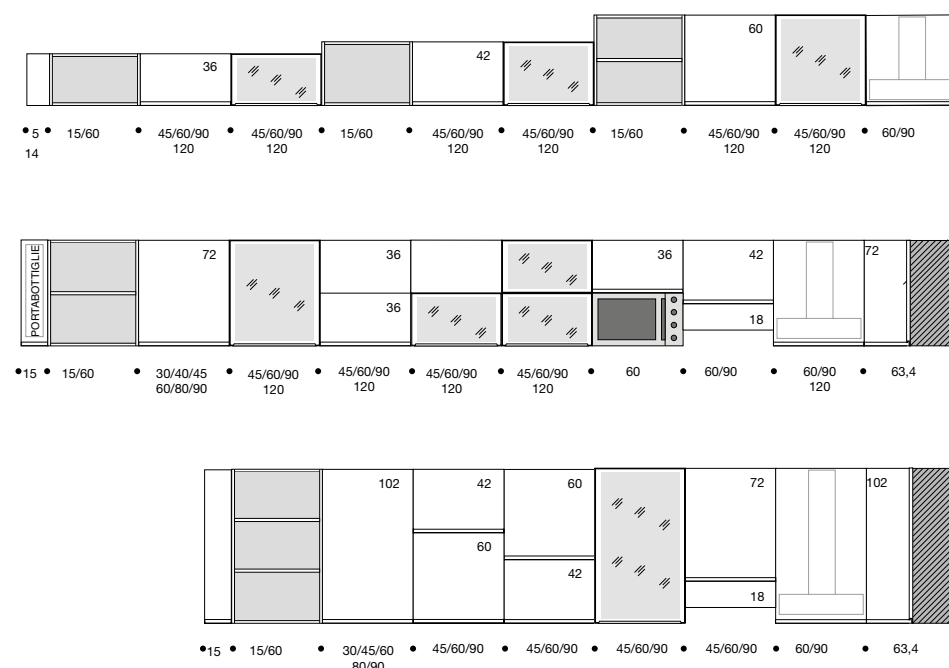 36 42 60
• 5 • 15/60 • 45/60/90 • 45/60/90 • 15/60 • 45/60/90 • 45/60/90 • 15/60 • 45/60/90 • 45/60/90 • 60/90
14 120 120 120 120 120 120
PORTABOTTIGLIE 72 36 36 42 72
36 18
• 15 • 15/60 • 30/40/45 • 45/60/90 • 45/60/90 • 45/60/90 • 45/60/90 • 60 • 60/90 • 60/90 • 63,4
60/80/90 120 120 120 120 120
102 42 60 72 102
60
42
18
• 15 • 15/60 • 30/45/60 • 45/60/90 • 45/60/90 • 45/60/90 • 45/60/90 • 60/90 • 63,4
80/90